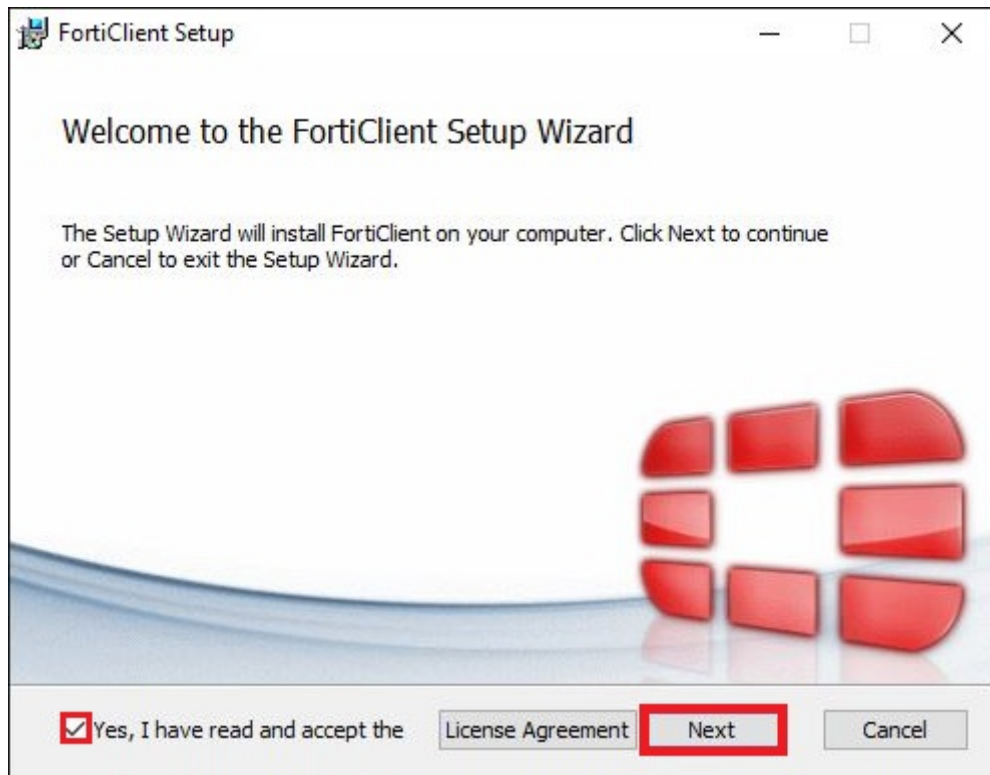 FortiClient Setup
Welcome to the FortiClient Setup Wizard
The Setup Wizard will install FortiClient on your computer. Click Next to continue
or Cancel to exit the Setup Wizard.
Yes, I have read and accept the License Agreement Next Cancel